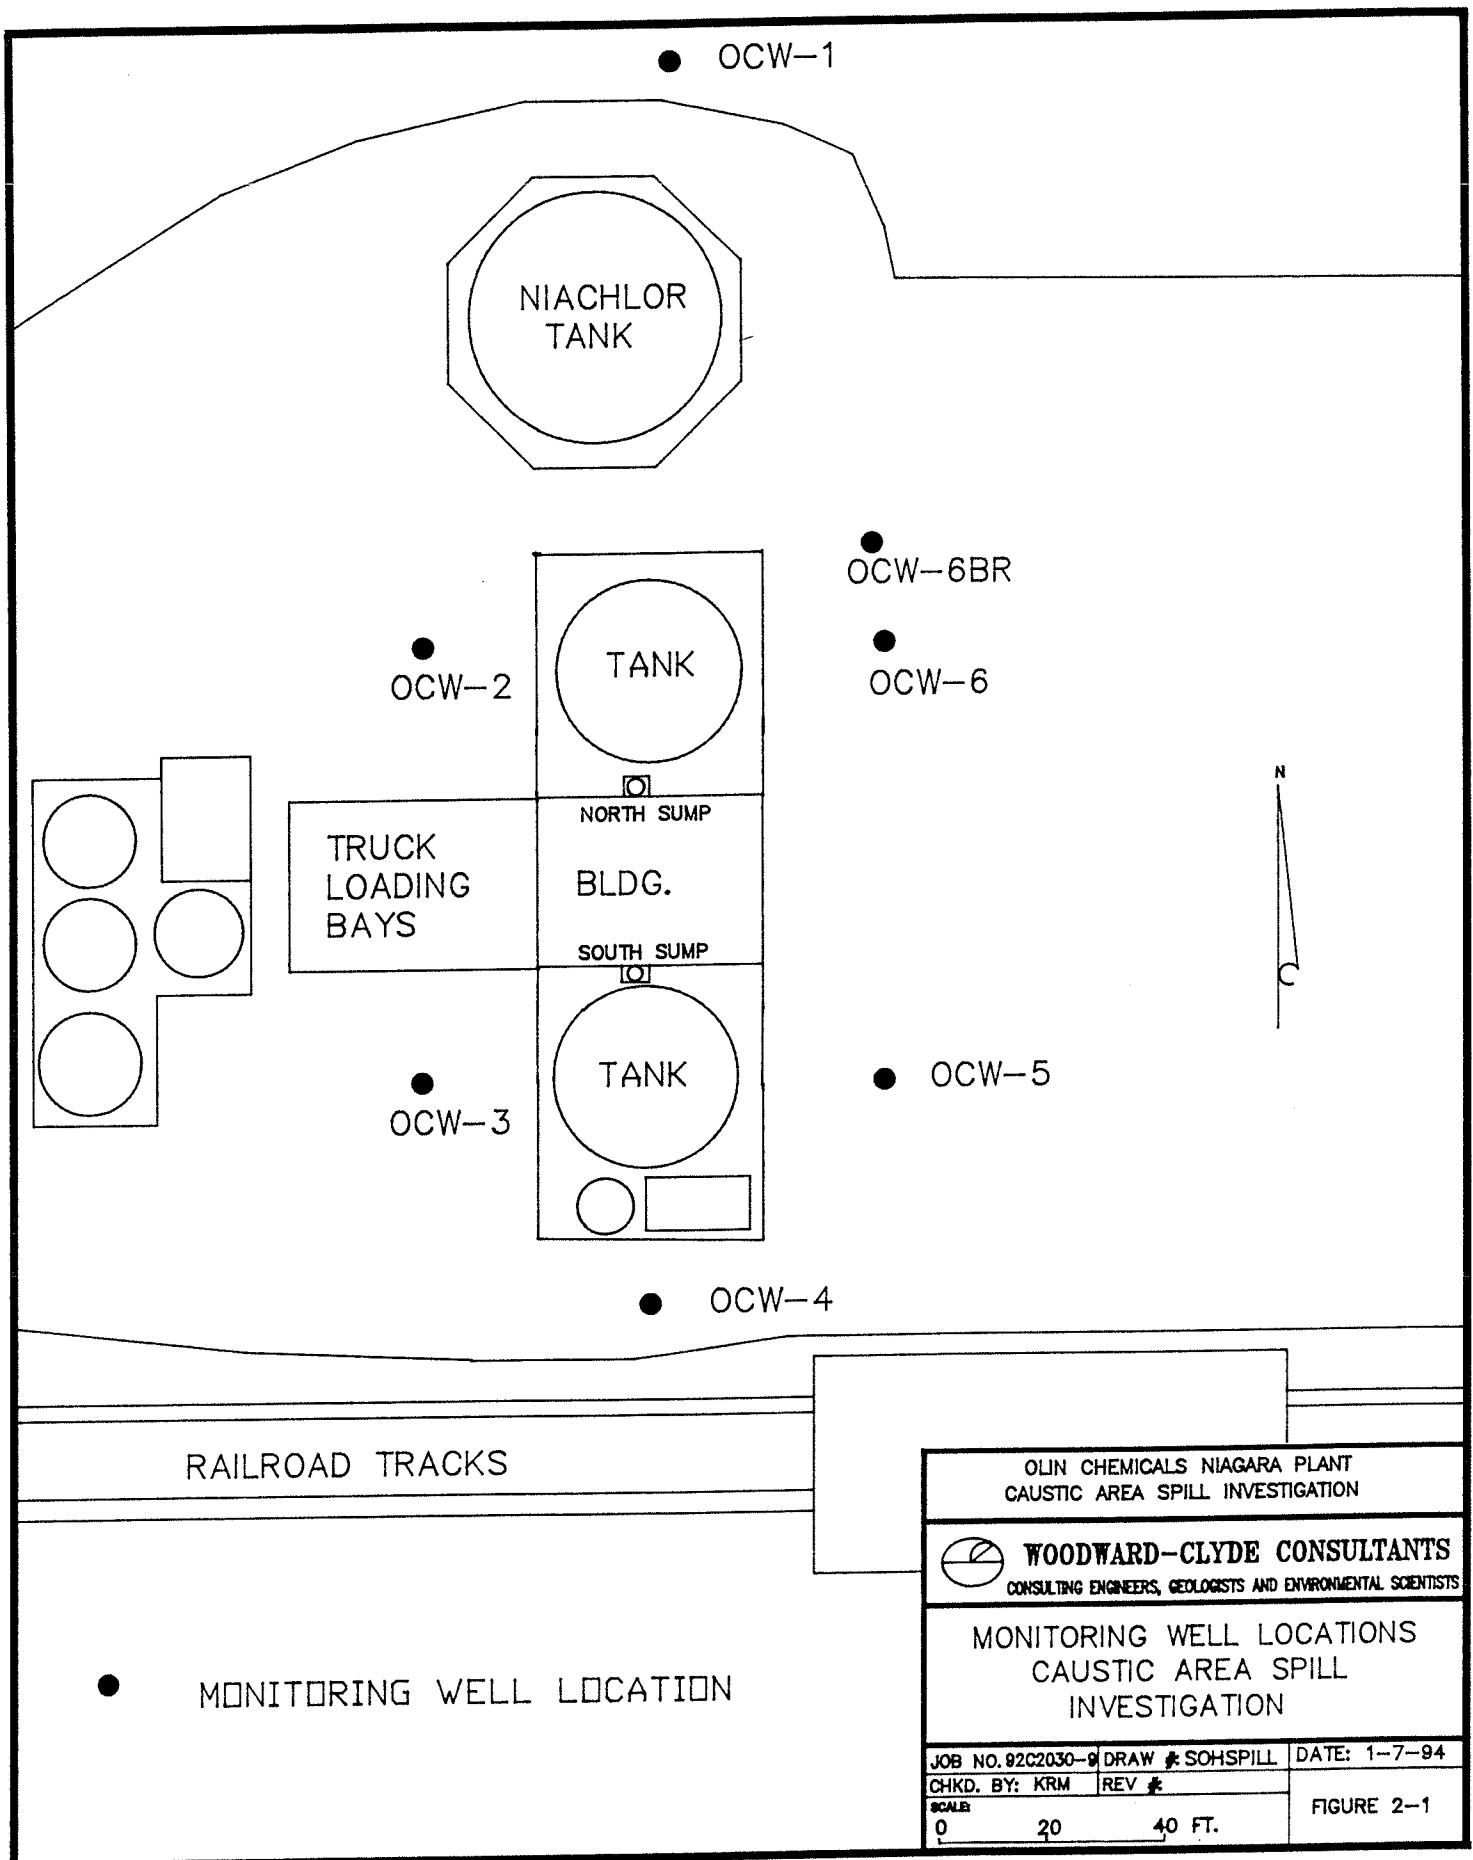 OCW-1
NIACHLOR
TANK
OCW-6BR
TANK
OCW-6
OCW-2
N
NORTH SUMP
TRUCK
LOADING
BAYS
BLDG.
SOUTH SUMP
TANK
OCW-5
OCW-3
OCW-4
RAILROAD TRACKS
OLIN CHEMICALS NIAGARA PLANT
CAUSTIC AREA SPILL INVESTIGATION
WOODWARD-CLYDE CONSULTANTS
CONSULTING ENGINEERS, GEOLOGISTS AND ENVIRONMENTAL SCIENTISTS
MONITORING WELL LOCATIONS
CAUSTIC AREA SPILL
INVESTIGATION
MONITORING WELL LOCATION
JOB NO. 92C2030-9 DRAW # SOHSPILL DATE: 1-7-94
CHKD. BY: KRM REV #
SCALE:
0 20 40 FT.
FIGURE 2-1